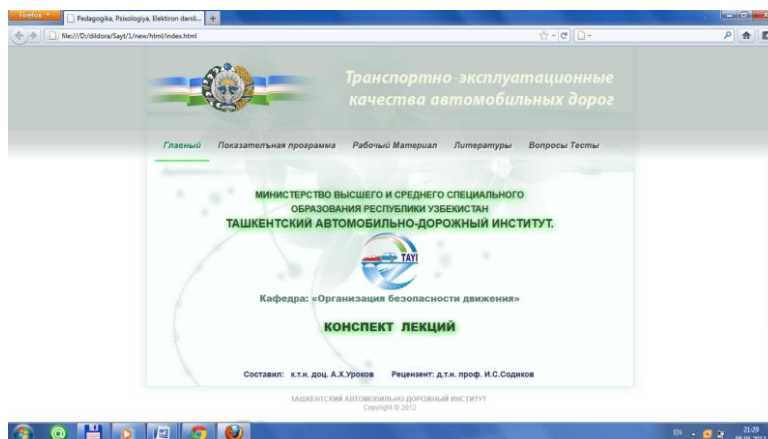 Firefox
Pedagogika, Psixologiya, Elektiron darsli...
file:///D:/dildora/Sayt/1/new/html/index.html
Транспортно-эксплуатационные
качества автомобильных дорог
Главный Показательная программа Рабочый Материал Литературы Вопросы Тесты
МИНИСТЕРСТВО ВЫСШЕГО И СРЕДНЕГО СПЕЦИАЛЬНОГО
ОБРАЗОВАНИЯ РЕСПУБЛИКИ УЗБЕКИСТАН
ТАШКЕНТСКИЙ АВТОМОБИЛЬНО-ДОРОЖНЫЙ ИНСТИТУТ.
TAYI
Кафедра: «Организация безопасности движения»
КОНСПЕКТ ЛЕКЦИЙ
Составил: к.т.н. доц. А.Х.Уроков Рецензент: д.т.н. проф. И.С.Содиков
ТАШКЕНТСКИЙ АВТОМОБИЛЬНО-ДОРОЖНЫЙ ИНСТИТУТ
Copyright © 2012
EN 21:29